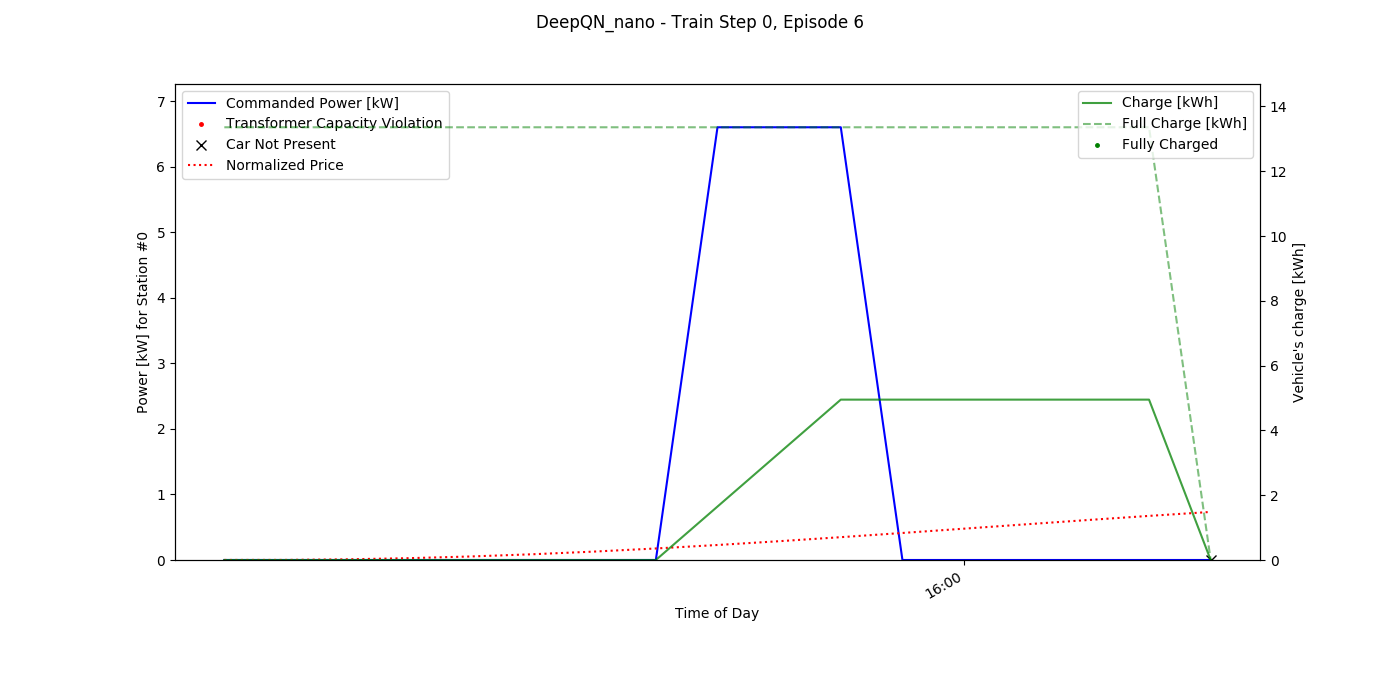 DeepQN_nano - Train Step 0, Episode 6
Commanded Power [kW]
Transformer Capacity Violation
Car Not Present
Normalized Price
Charge [kWh]
Full Charge [kWh]
Fully Charged
Power [kW] for Station #0
7
6
5
4
3
2
1
0
Vehicle's charge [kWh]
14
12
10
8
6
4
2
0
16:00
Time of Day